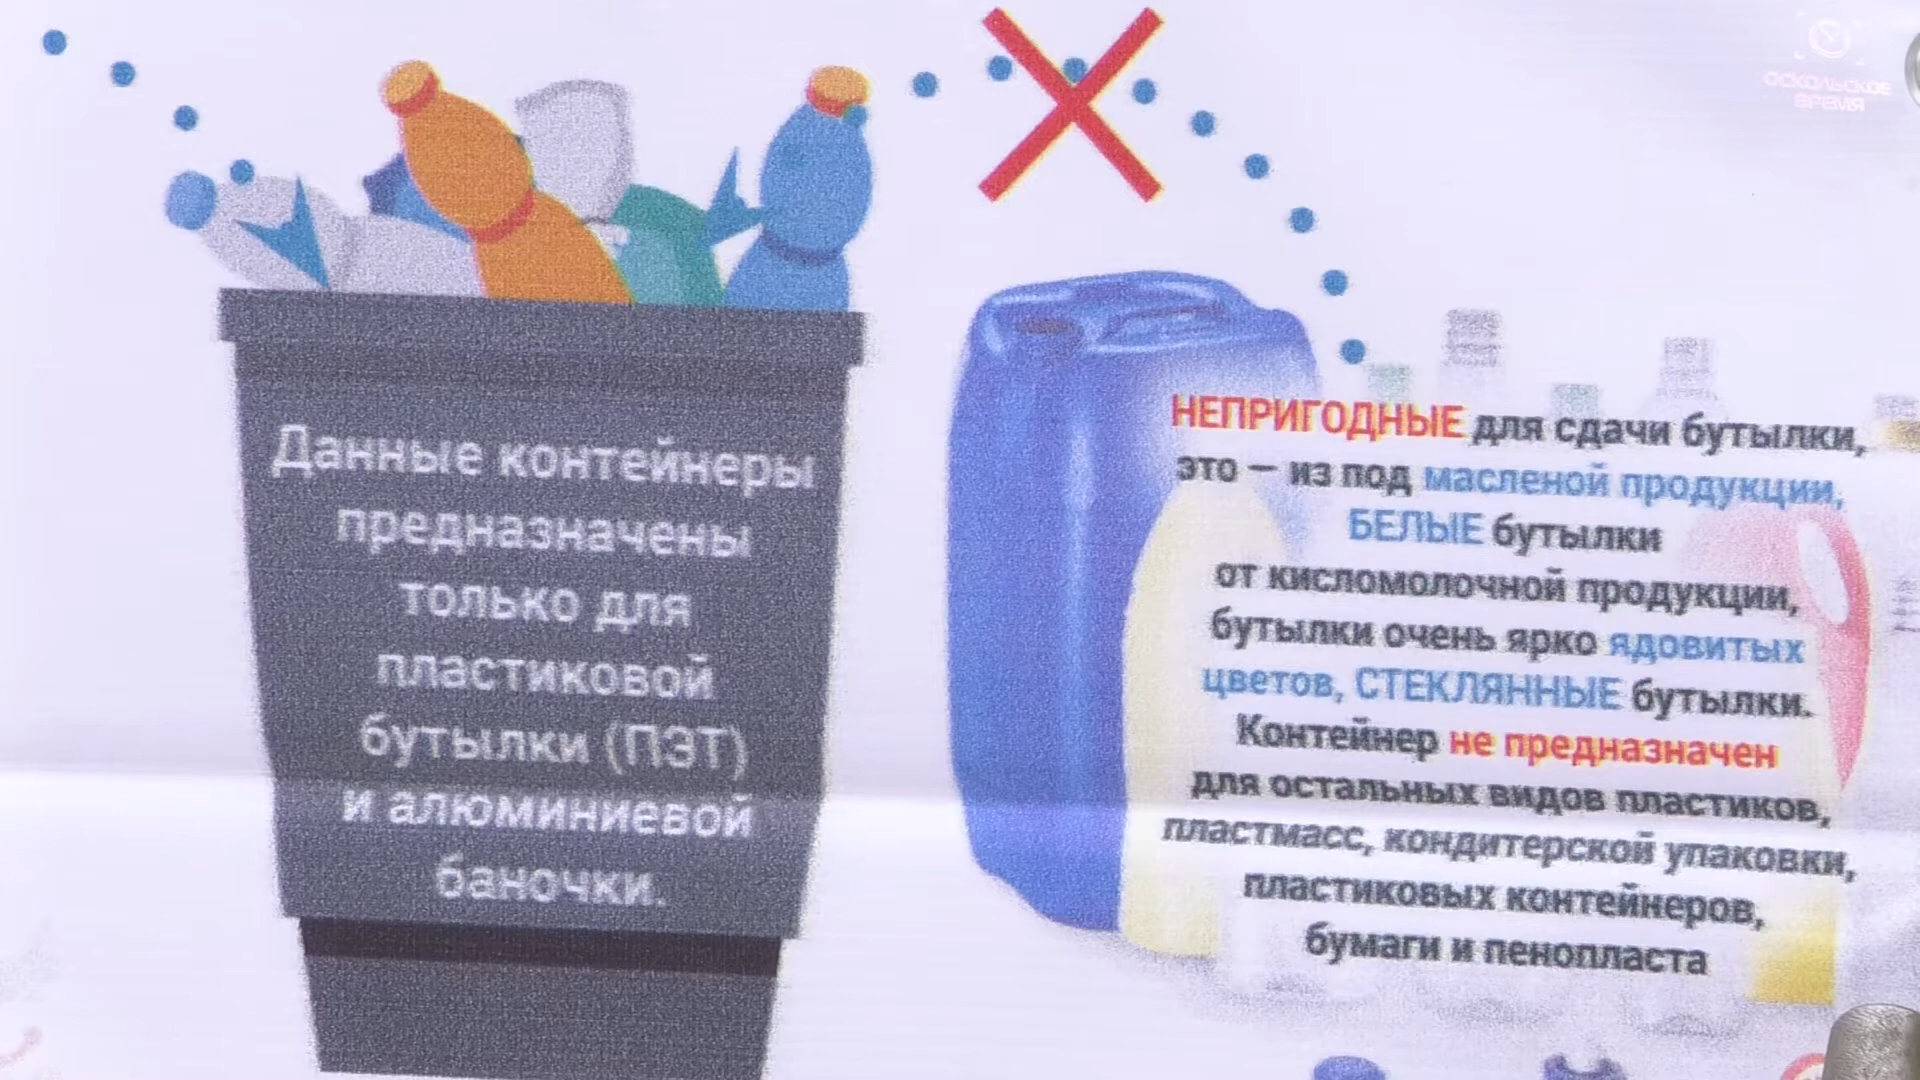 Данные контейнеры
предназначены
только для
пластиковой
бутылки (ПЭТ)
и алюминиевой
баночки.
НЕПРИГОДНЫЕ для сдачи бутылки,
это — из под масленой продукции,
БЕЛЫЕ бутылки
от кисломолочной продукции,
бутылки очень ярко ядовитых
цветов, СТЕКЛЯННЫЕ бутылки.
Контейнер не предназначен
для остальных видов пластиков,
пластмасс, кондитерской упаковки,
пластиковых контейнеров,
бумаги и пенопласта
ОСКОЛЬСКОЕ
ВРЕМЯ